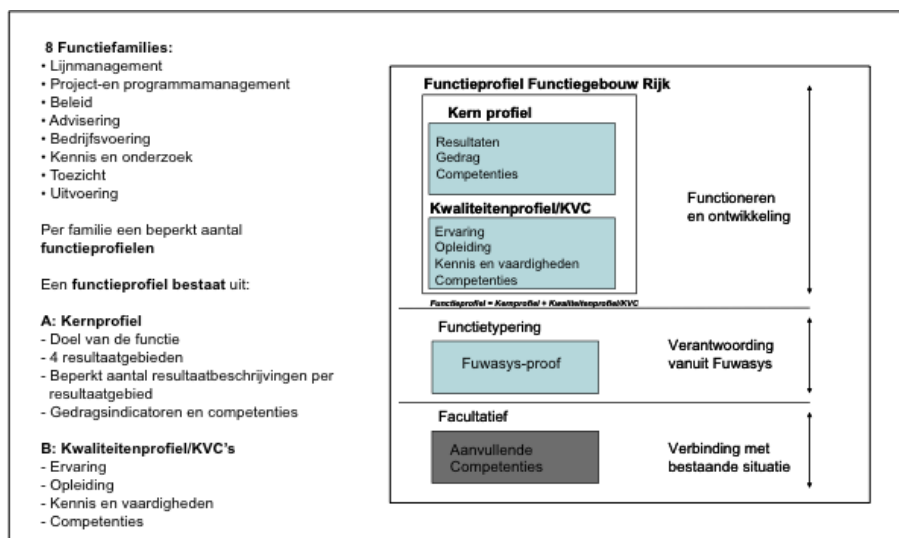 8 Functiefamilies:
• Lijnmanagement
• Project-en programmamanagement
• Beleid
• Advisering
• Bedrijfsvoering
• Kennis en onderzoek
• Toezicht
• Uitvoering
Per familie een beperkt aantal
functieprofielen
Een functieprofiel bestaat uit:
A: Kernprofiel
- Doel van de functie
- 4 resultaatgebieden
- Beperkt aantal resultaatbeschrijvingen per
resultaatgebied
- Gedragsindicatoren en competenties
B: Kwaliteitenprofiel/KVC's
- Ervaring
- Opleiding
- Kennis en vaardigheden
- Competenties
Functieprofiel Functiegebouw Rijk
Kern profiel
Resultaten
Gedrag
Competenties
Kwaliteitenprofiel/KVC
Ervaring
Opleiding
Kennis en vaardigheden
Competenties
Functieprofiel = Kernprofiel + Kwaliteitenprofiel/KVC
Functioneren
en ontwikkeling
Functietypering
Fuwasys-proof
Verantwoording
vanuit Fuwasys
Facultatief
Aanvullende
Competenties
Verbinding met
bestaande situatie